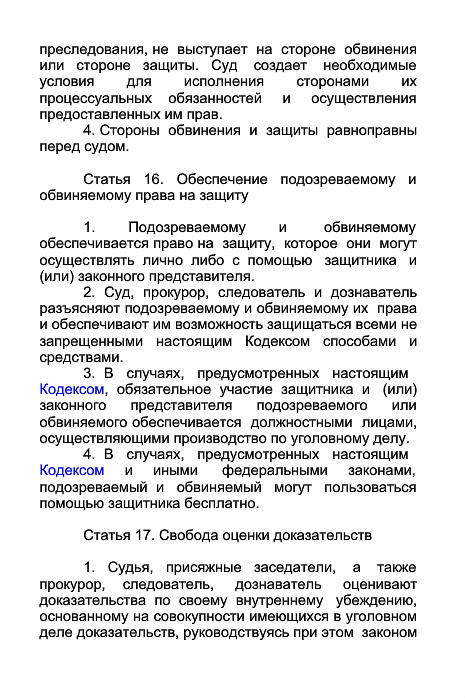 преследования, не выступает на стороне обвинения
или стороне защиты. Суд создает необходимые
условия для исполнения сторонами их
процессуальных обязанностей и осуществления
предоставленных им прав.
4. Стороны обвинения и защиты равноправны
перед судом.
Статья 16. Обеспечение подозреваемому и
обвиняемому права на защиту
1. Подозреваемому и обвиняемому
обеспечивается право на защиту, которое они могут
осуществлять лично либо с помощью защитника и
(или) законного представителя.
2. Суд, прокурор, следователь и дознаватель
разъясняют подозреваемому и обвиняемому их права
и обеспечивают им возможность защищаться всеми не
запрещенными настоящим Кодексом способами и
средствами.
3. В случаях, предусмотренных настоящим
Кодексом, обязательное участие защитника и (или)
законного представителя подозреваемого или
обвиняемого обеспечивается должностными лицами,
осуществляющими производство по уголовному делу.
4. В случаях, предусмотренных настоящим
Кодексом и иными федеральными законами,
подозреваемый и обвиняемый могут пользоваться
помощью защитника бесплатно.
Статья 17. Свобода оценки доказательств
1. Судья, присяжные заседатели, а также
прокурор, следователь, дознаватель оценивают
доказательства по своему внутреннему убеждению,
основанному на совокупности имеющихся в уголовном
деле доказательств, руководствуясь при этом законом